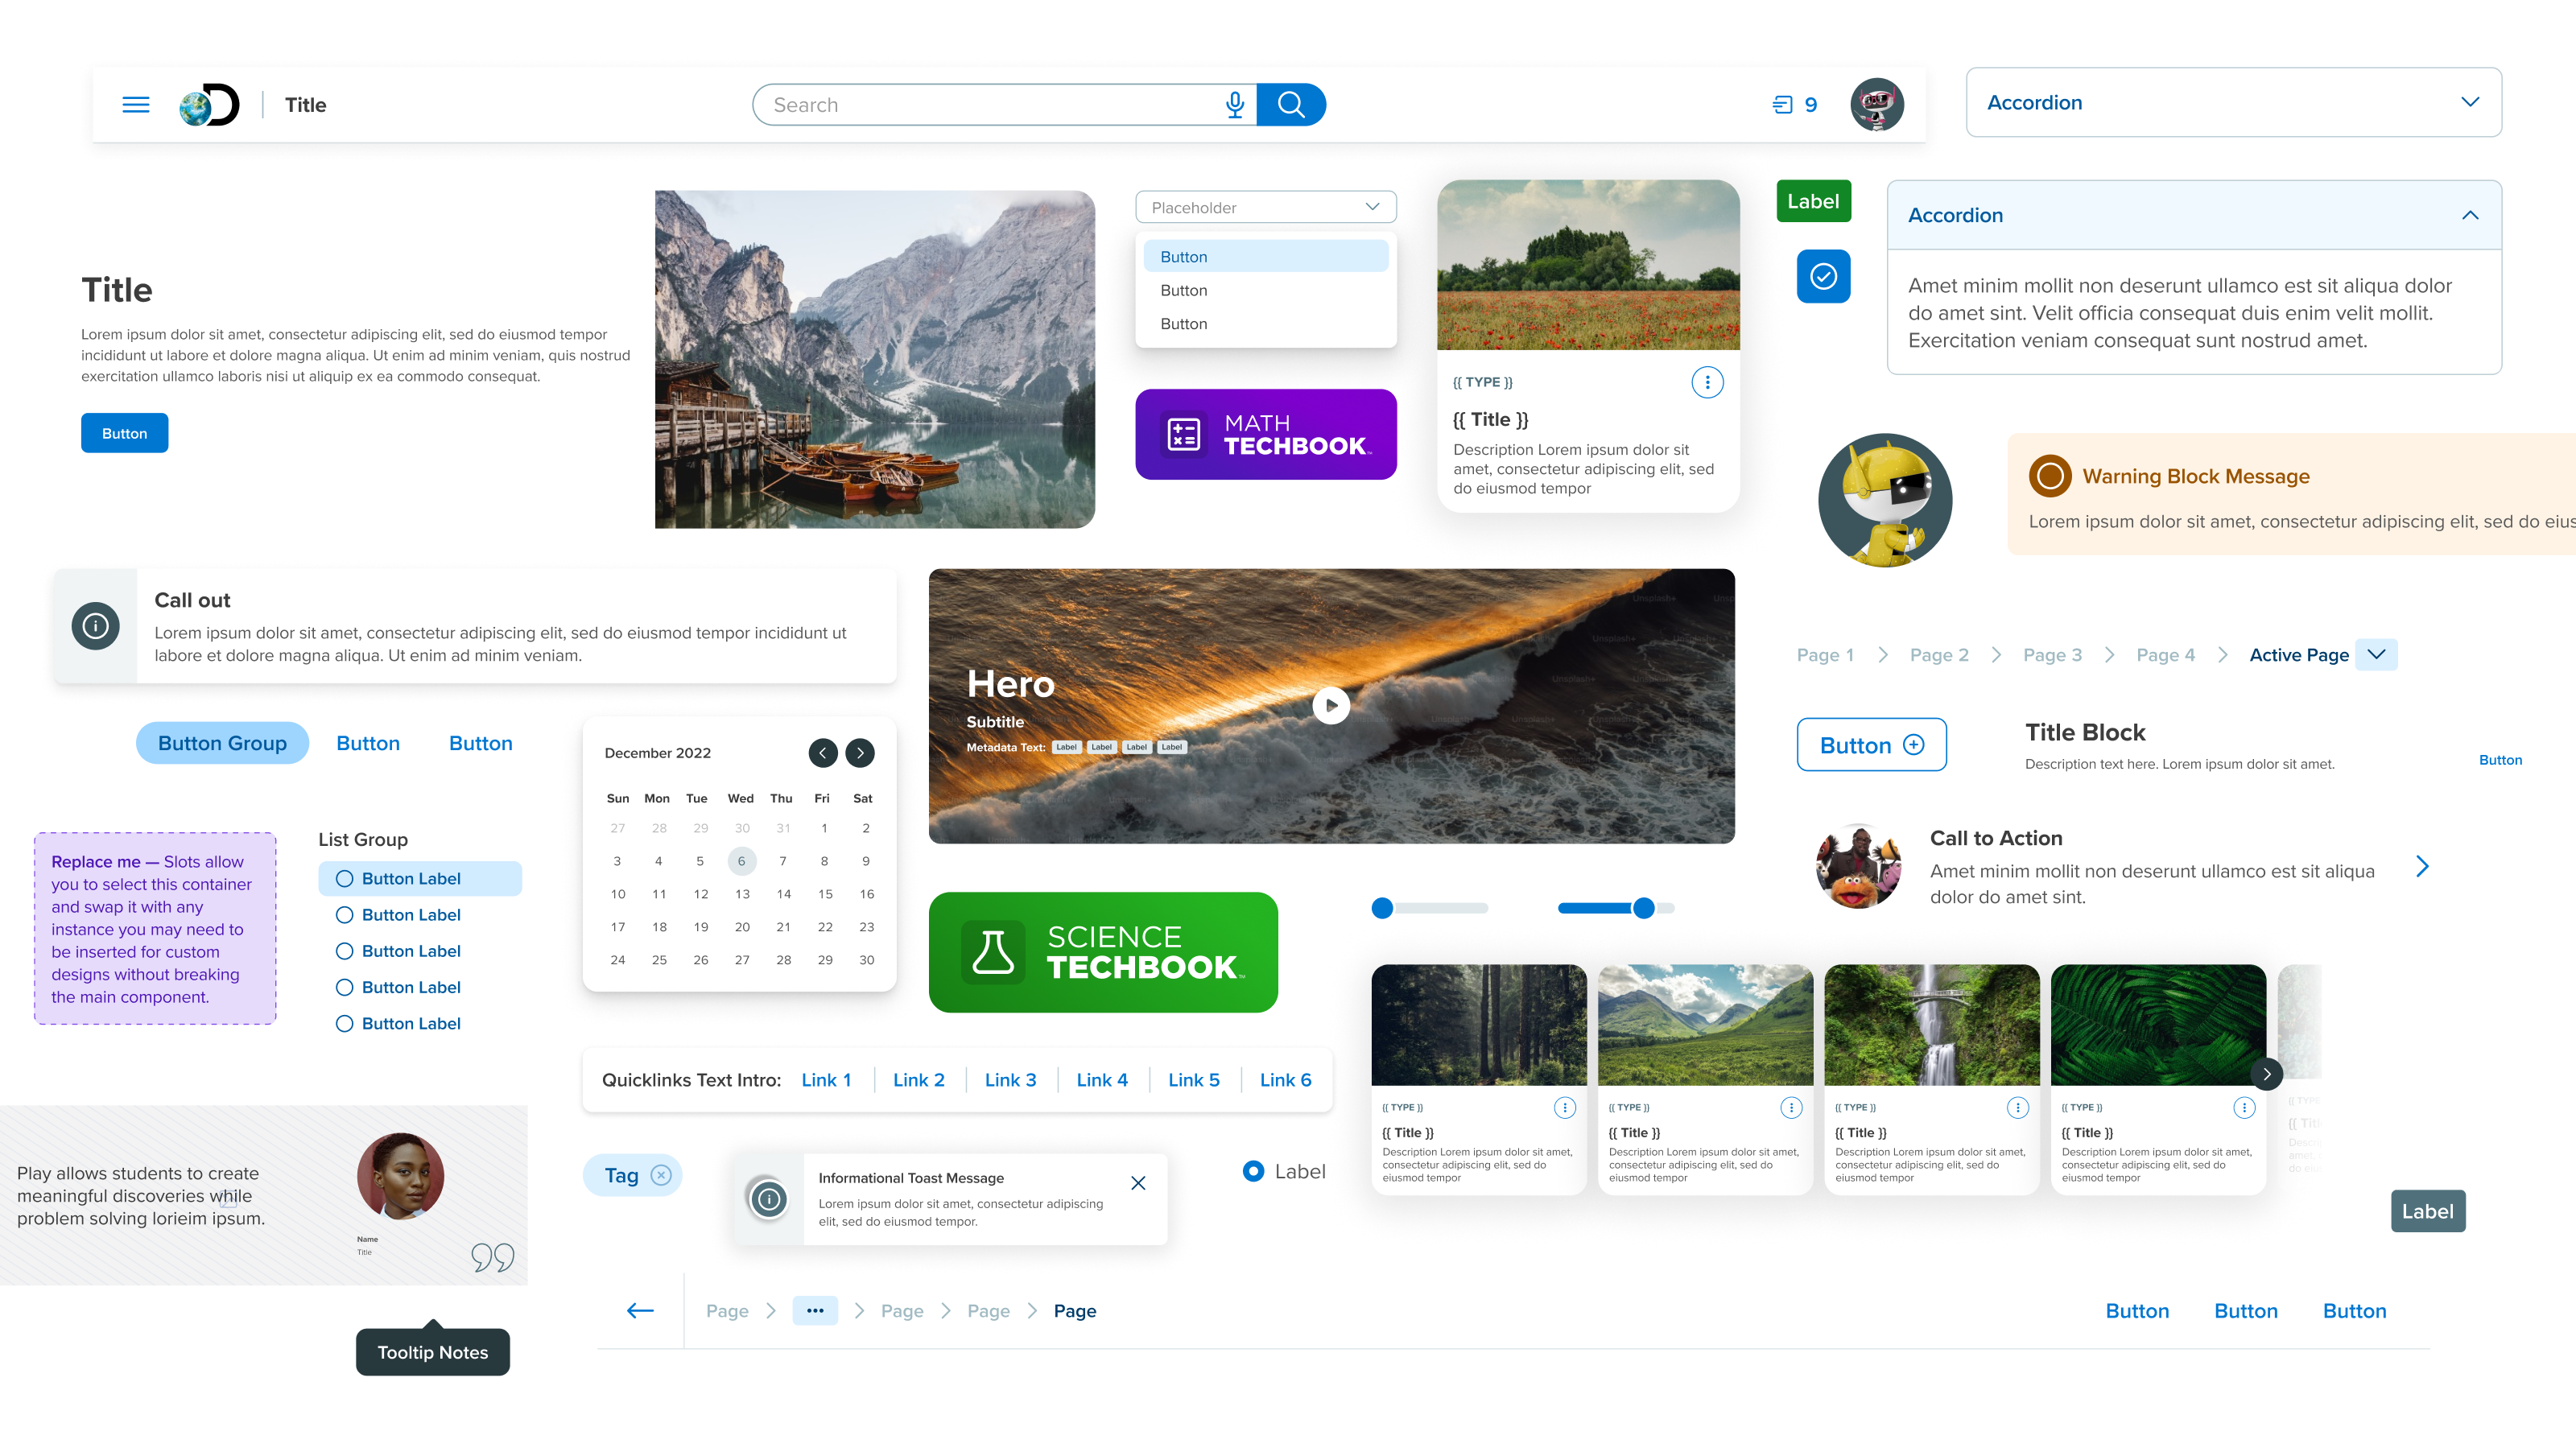 Title
Search
9
Accordion
Title
Lorem ipsum dolor sit amet, consectetur adipiscing elit, sed do eiusmod tempor
incididunt ut labore et dolore magna aliqua. Ut enim ad minim veniam, quis nostrud
exercitation ullamco laboris nisi ut aliquip ex ea commodo consequat.
Button
Placeholder
Button
Button
Button
MATH
TECHBOOK™
{{ TYPE }}
{{ Title }}
Description Lorem ipsum dolor sit
amet, consectetur adipiscing elit, sed
do eiusmod tempor
Label
Accordion
Amet minim mollit non deserunt ullamco est sit aliqua dolor
do amet sint. Velit officia consequat duis enim velit mollit.
Exercitation veniam consequat sunt nostrud amet.
Warning Block Message
Lorem ipsum dolor sit amet, consectetur adipiscing elit, sed do eius
Call out
Lorem ipsum dolor sit amet, consectetur adipiscing elit, sed do eiusmod tempor incididunt ut
labore et dolore magna aliqua. Ut enim ad minim veniam.
Hero
Subtitle
Metadata Text: Label Label Label Label
Page 1 Page 2 Page 3 Page 4 Active Page
Button Group Button Button
December 2022
Sun Mon Tue Wed Thu Fri Sat
27 28 29 30 31 1 2
3 4 5 6 7 8 9
10 11 12 13 14 15 16
17 18 19 20 21 22 23
24 25 26 27 28 29 30
Button
Title Block
Description text here. Lorem ipsum dolor sit amet.
Button
Call to Action
Amet minim mollit non deserunt ullamco est sit aliqua
dolor do amet sint.
Replace me — Slots allow
you to select this container
and swap it with any
instance you may need to
be inserted for custom
designs without breaking
the main component.
List Group
Button Label
Button Label
Button Label
Button Label
Button Label
SCIENCE
TECHBOOK™
Quicklinks Text Intro: Link 1 Link 2 Link 3 Link 4 Link 5 Link 6
{{ TYPE }}
{{ Title }}
Description Lorem ipsum dolor sit amet,
consectetur adipiscing elit, sed do
eiusmod tempor
{{ TYPE }}
{{ Title }}
Description Lorem ipsum dolor sit amet,
consectetur adipiscing elit, sed do
eiusmod tempor
{{ TYPE }}
{{ Title }}
Description Lorem ipsum dolor sit amet,
consectetur adipiscing elit, sed do
eiusmod tempor
{{ TYPE }}
{{ Title }}
Description Lorem ipsum dolor sit amet,
consectetur adipiscing elit, sed do
eiusmod tempor
Play allows students to create
meaningful discoveries while
problem solving lorieim ipsum.
Name
Title
Tag
Informational Toast Message
Lorem ipsum dolor sit amet, consectetur adipiscing
elit, sed do eiusmod tempor.
Label
Label
Tooltip Notes
Page ••• Page Page Page
Button Button Button